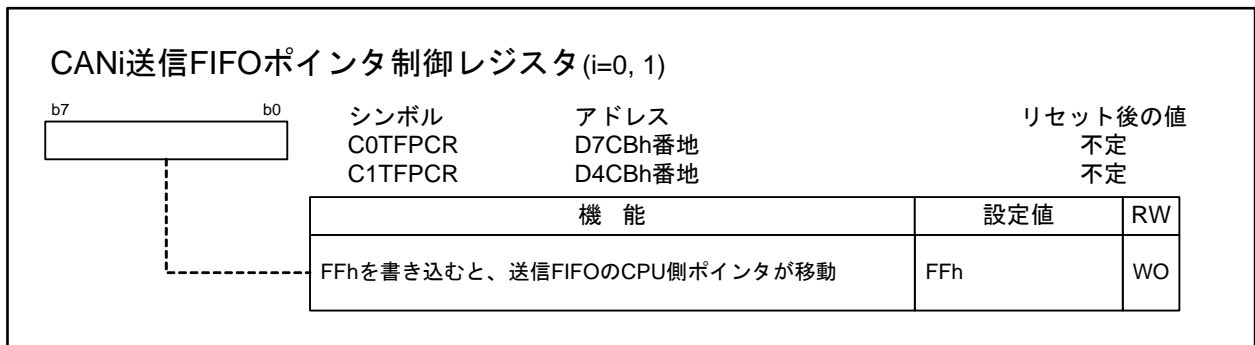 CANi送信FIFOポインタ制御レジスタ(i=0, 1)
b7 b0 シンボル アドレス リセット後の値
C0TFPCR D7CBh番地 不定
C1TFPCR D4CBh番地 不定
機 能 設定値 RW
FFhを書き込むと、送信FIFOのCPU側ポインタが移動 FFh WO